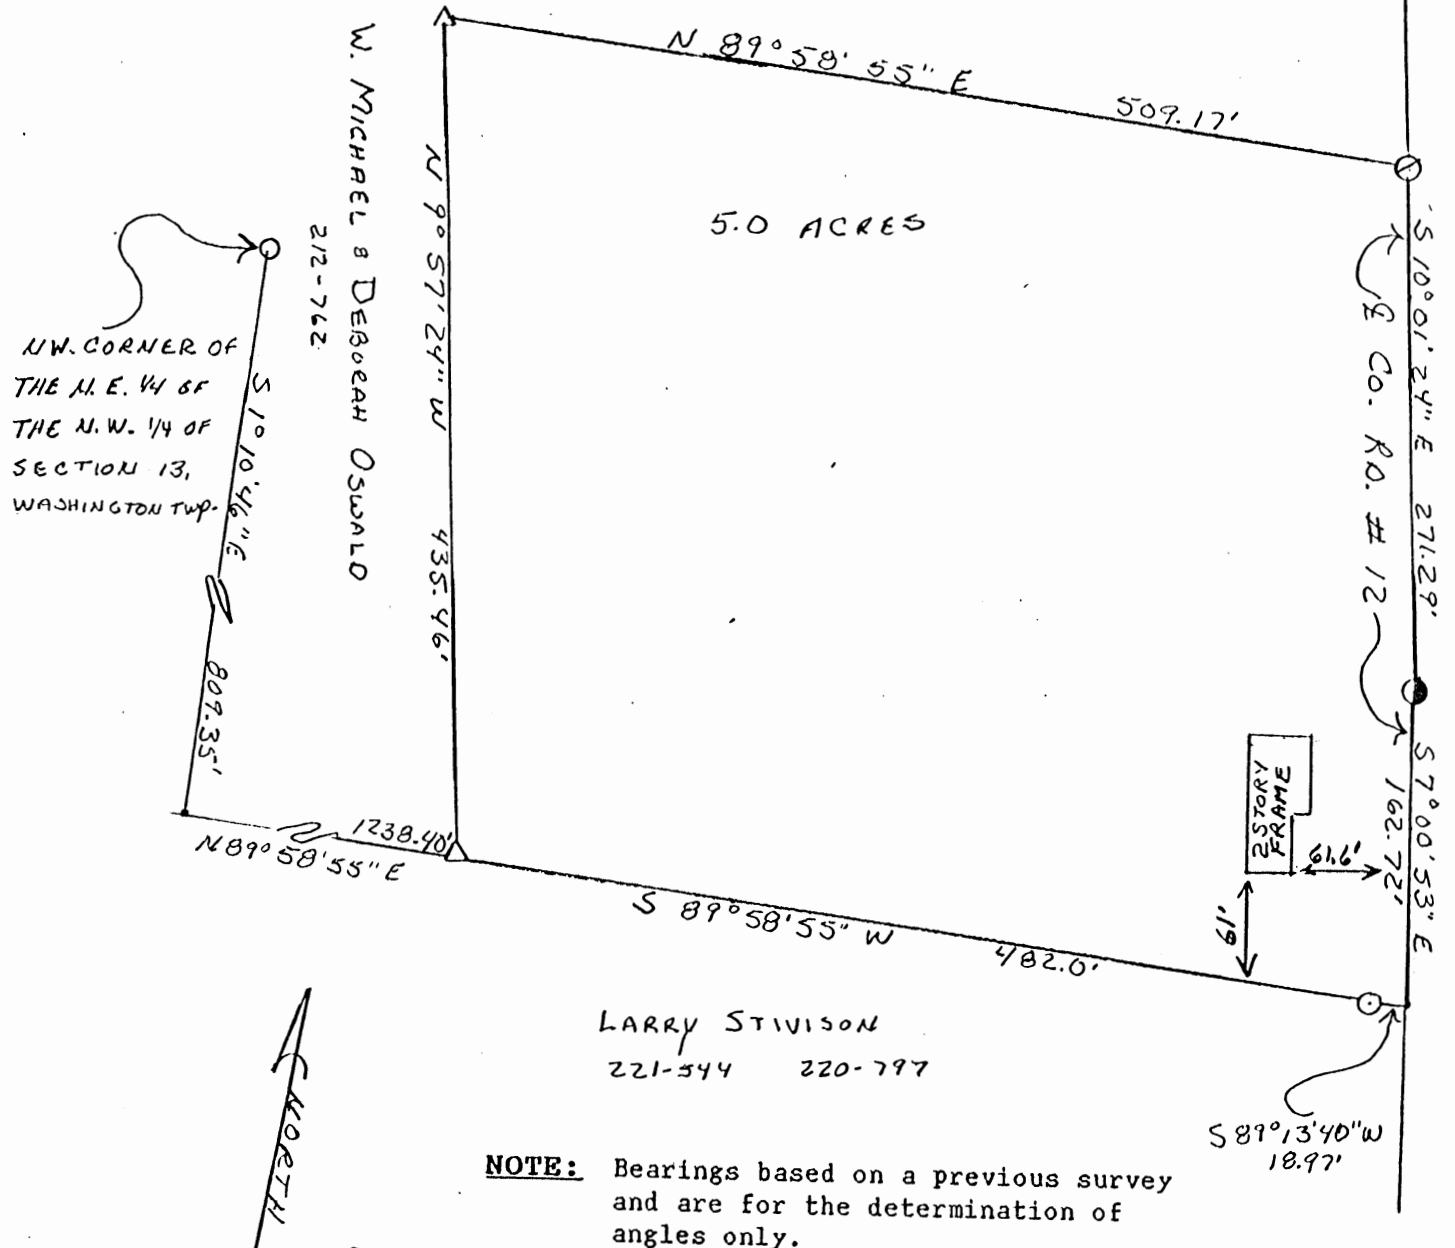 N 89° 58' 55" E
509.17'
W. MICHAEL & DEBORAH OSWALD
212-762
N 9° 57' 24" W
435.46'
5.0 ACRES
S 10° 01' 24" E 271.29'
℄ CO. RD. # 12
NW. CORNER OF
THE N. E. 1/4 OF
THE N.W. 1/4 OF
SECTION 13,
WASHINGTON TWP.
S 1° 10' 46" E
809.35'
1238.40'
N 89° 58' 55" E
2 STORY
FRAME
61.6'
61'
S 7° 00' 53" E
162.72'
S 89° 58' 55" W
482.0'
LARRY STIVISON
221-544 220-797
S 89° 13' 40" W
18.97'
NORTH
NOTE: Bearings based on a previous survey
and are for the determination of
angles only.